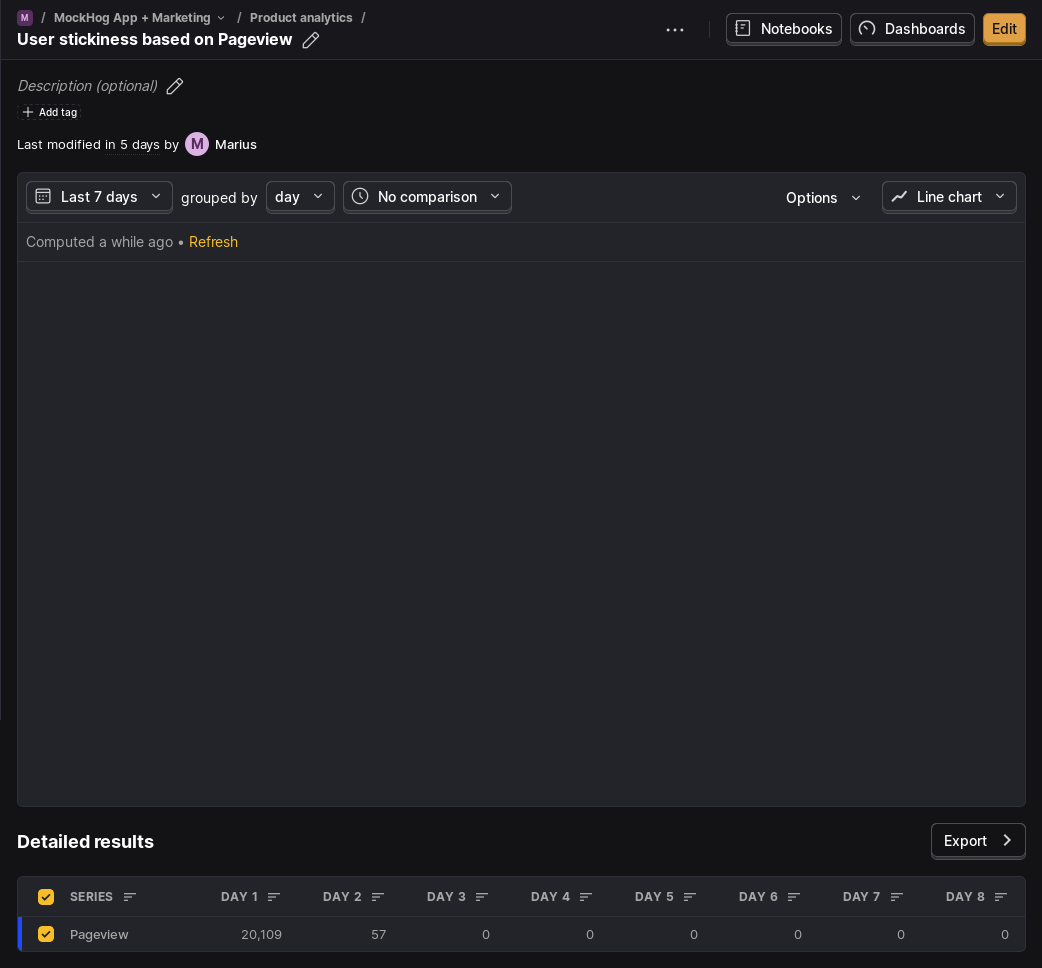 M / MockHog App + Marketing / Product analytics /
User stickiness based on Pageview
Notebooks
Dashboards
Edit
Description (optional)
Add tag
Last modified in 5 days by M Marius
Last 7 days grouped by day No comparison Options Line chart
Computed a while ago • Refresh
Detailed results
Export
SERIES DAY 1 DAY 2 DAY 3 DAY 4 DAY 5 DAY 6 DAY 7 DAY 8
Pageview 20,109 57 0 0 0 0 0 0